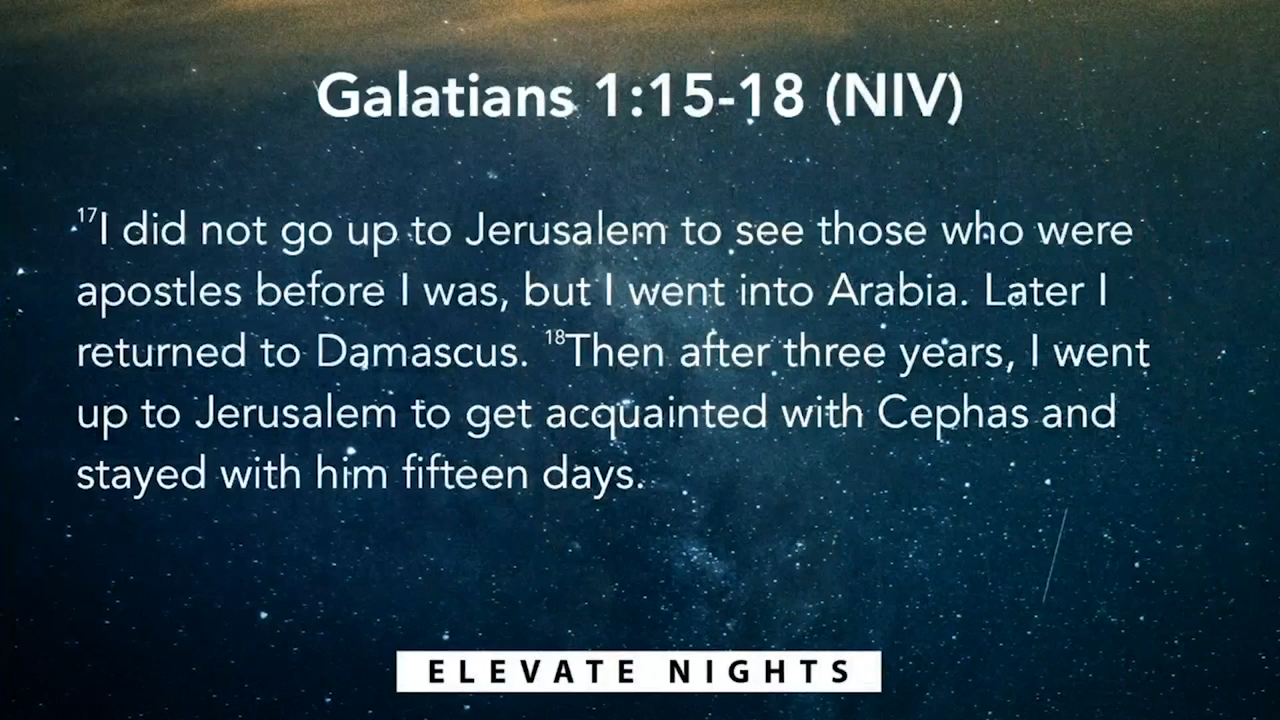 Galatians 1:15-18 (NIV)
17I did not go up to Jerusalem to see those who were
apostles before I was, but I went into Arabia. Later I
returned to Damascus. 18Then after three years, I went
up to Jerusalem to get acquainted with Cephas and
stayed with him fifteen days.
ELEVATE NIGHTS